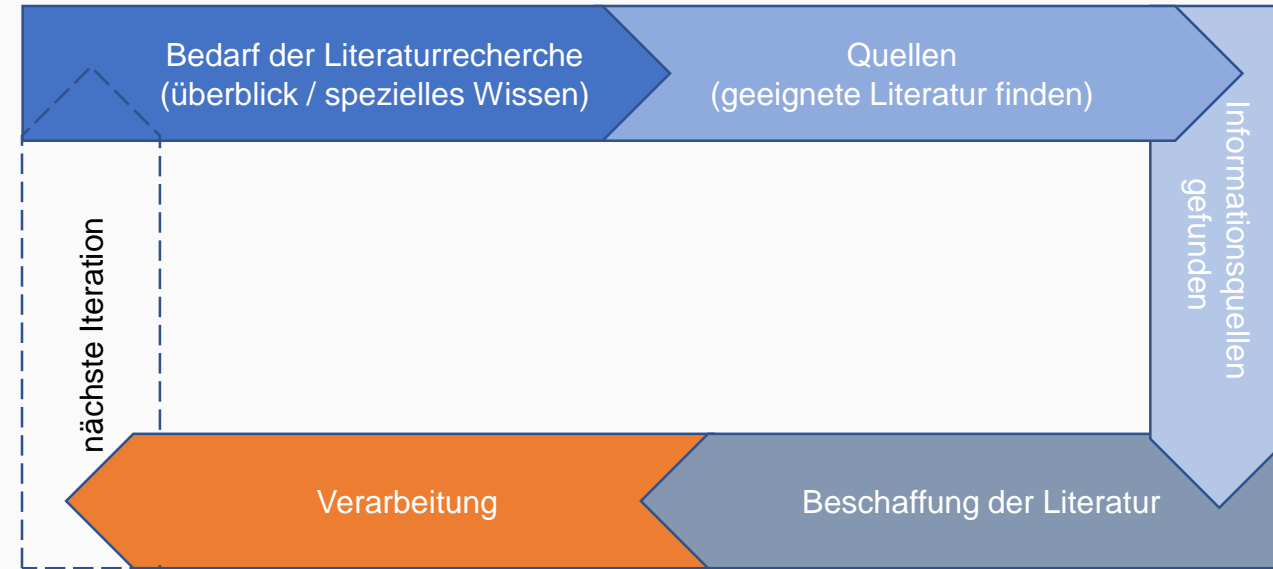 Bedarf der Literaturrecherche
(überblick / spezielles Wissen)
Quellen
(geeignete Literatur finden)
Informationsquellen
gefunden
Beschaffung der Literatur
Verarbeitung
nächste Iteration